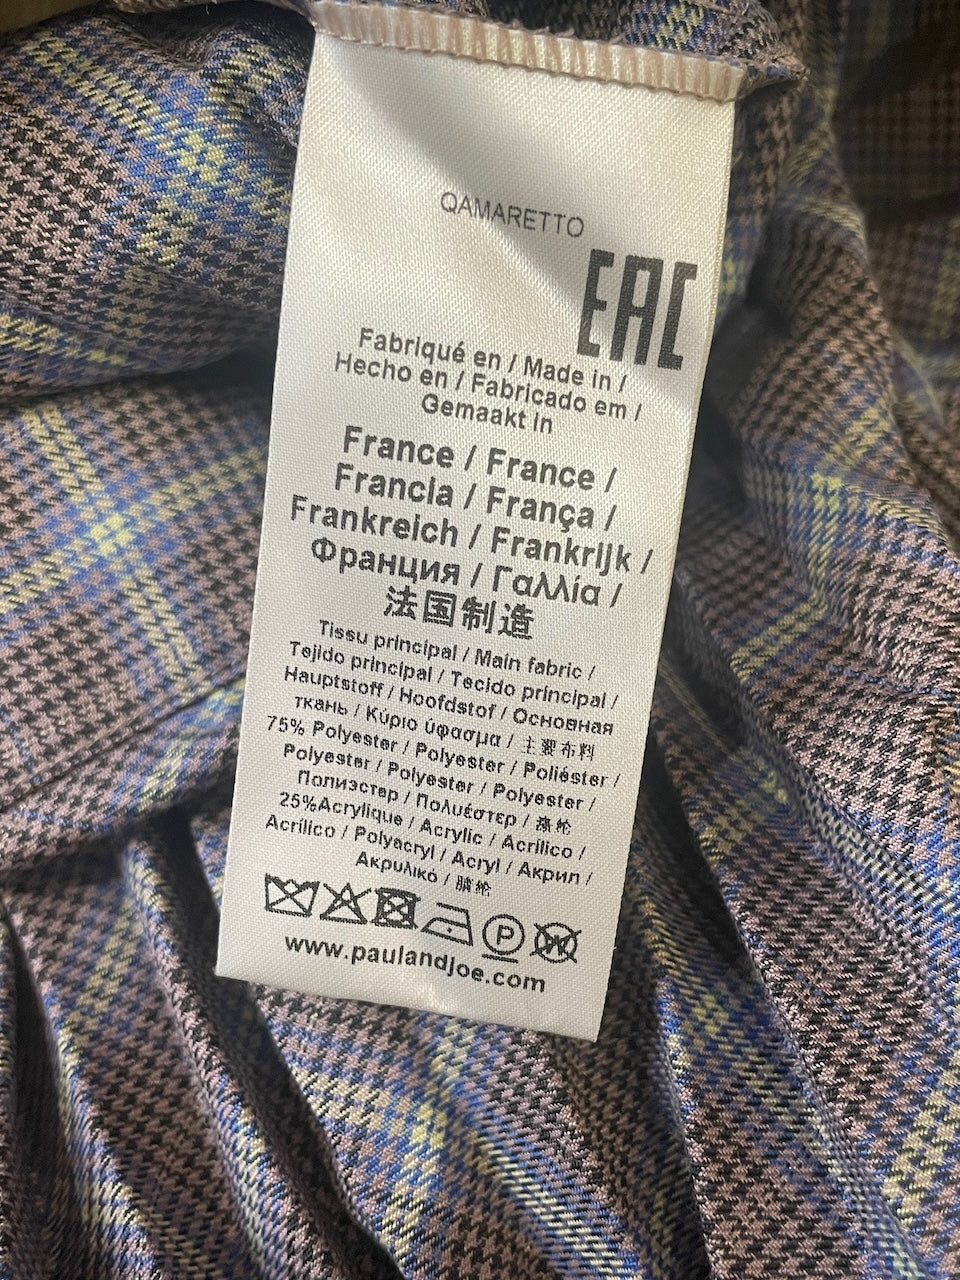 QAMARETTO
EAC
Fabriqué en / Made in /
Hecho en / Fabricado em /
Gemaakt in
France / France /
Francia / França /
Frankreich / Frankrijk /
Франция / Γαλλία /
法国制造
Tissu principal / Main fabric /
Tejido principal / Tecido principal /
Hauptstoff / Hoofdstof / Основная
ткань / Κύριο ύφασμα / 主要布料
75% Polyester / Polyester / Poliéster /
Polyester / Polyester / Polyester /
Полиэстер / Πολυέστερ / 涤纶
25%Acrylique / Acrylic / Acrílico /
Acrílico / Polyacryl / Acryl / Акрил /
Ακρυλικό / 腈纶
P W
www.paulandjoe.com